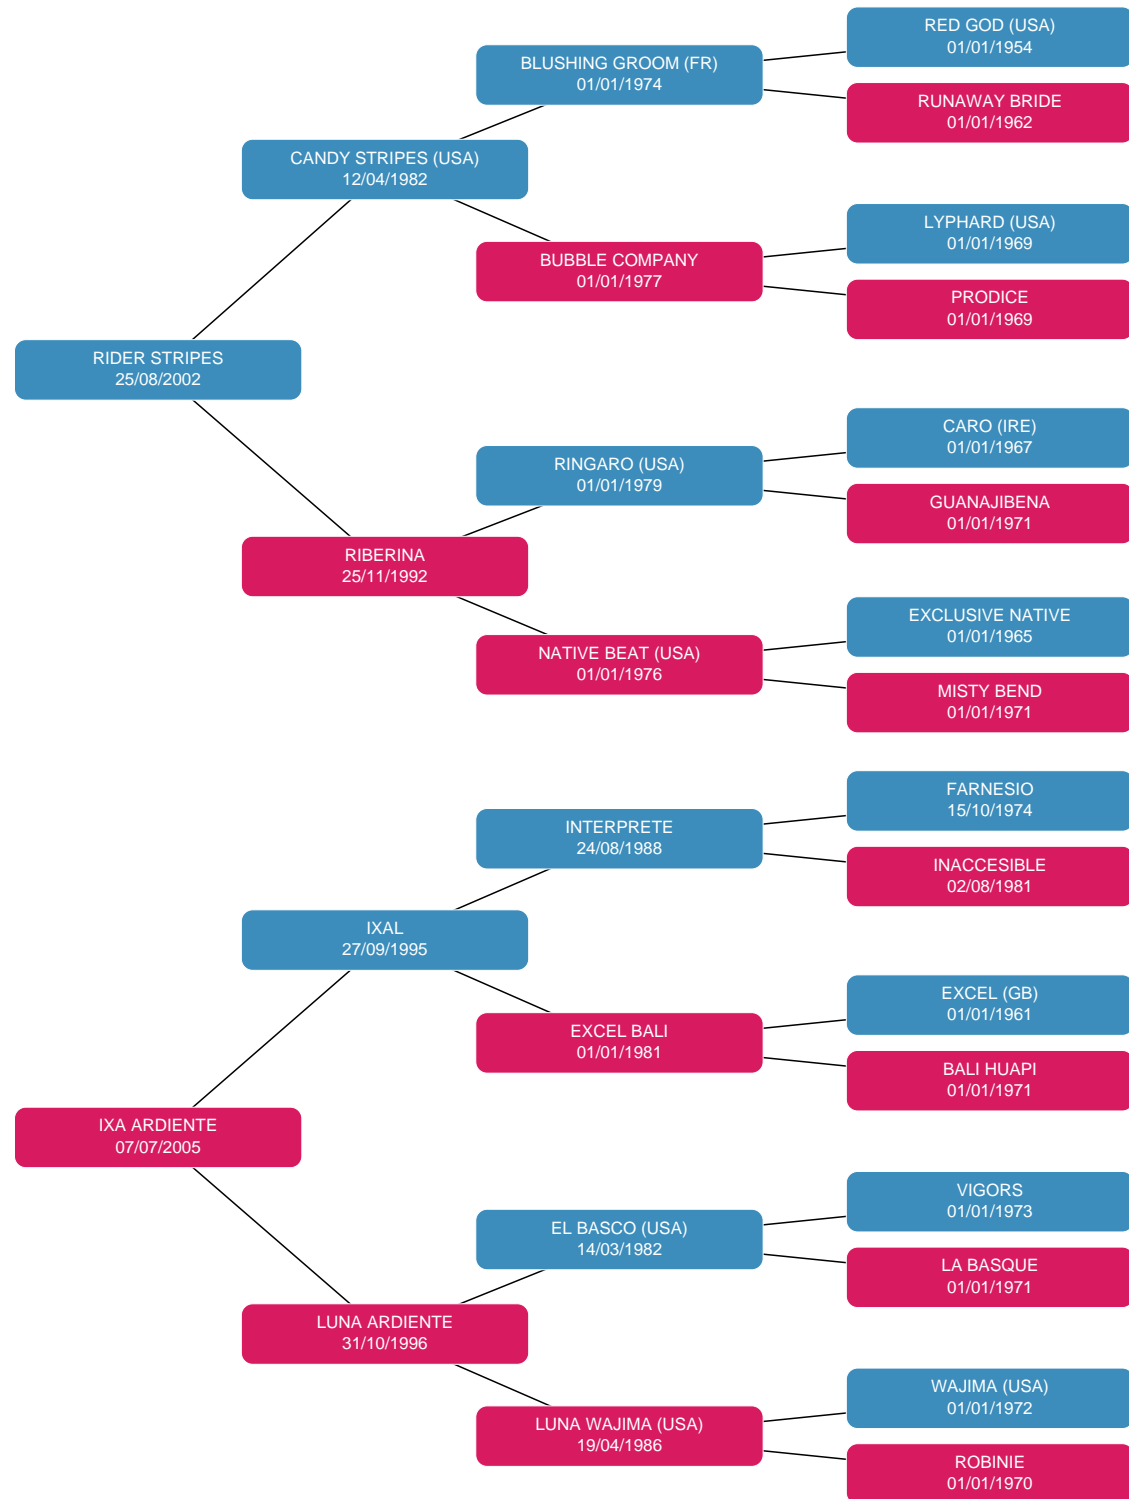 RED GOD (USA)
01/01/1954
BLUSHING GROOM (FR)
01/01/1974
RUNAWAY BRIDE
01/01/1962
CANDY STRIPES (USA)
12/04/1982
LYPHARD (USA)
01/01/1969
BUBBLE COMPANY
01/01/1977
PRODICE
01/01/1969
RIDER STRIPES
25/08/2002
CARO (IRE)
01/01/1967
RINGARO (USA)
01/01/1979
GUANAJIBENA
01/01/1971
RIBERINA
25/11/1992
EXCLUSIVE NATIVE
01/01/1965
NATIVE BEAT (USA)
01/01/1976
MISTY BEND
01/01/1971
FARNESIO
15/10/1974
INTERPRETE
24/08/1988
INACCESIBLE
02/08/1981
IXAL
27/09/1995
EXCEL (GB)
01/01/1961
EXCEL BALI
01/01/1981
BALI HUAPI
01/01/1971
IXA ARDIENTE
07/07/2005
VIGORS
01/01/1973
EL BASCO (USA)
14/03/1982
LA BASQUE
01/01/1971
LUNA ARDIENTE
31/10/1996
WAJIMA (USA)
01/01/1972
LUNA WAJIMA (USA)
19/04/1986
ROBINIE
01/01/1970